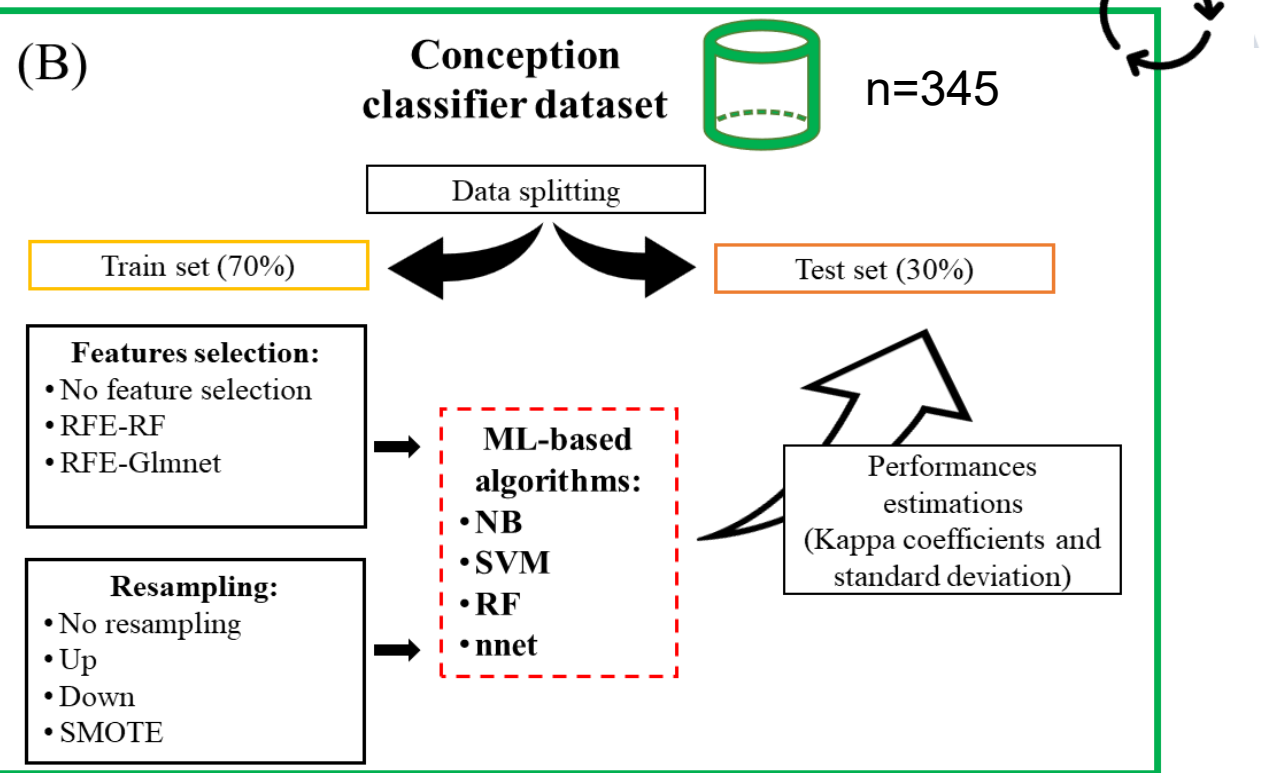 (B)
Conception
classifier dataset
n=345
Data splitting
Train set (70%)
Test set (30%)
Features selection:
• No feature selection
• RFE-RF
• RFE-Glmnet
Resampling:
• No resampling
• Up
• Down
• SMOTE
ML-based
algorithms:
• NB
• SVM
• RF
• nnet
Performances
estimations
(Kappa coefficients and
standard deviation)